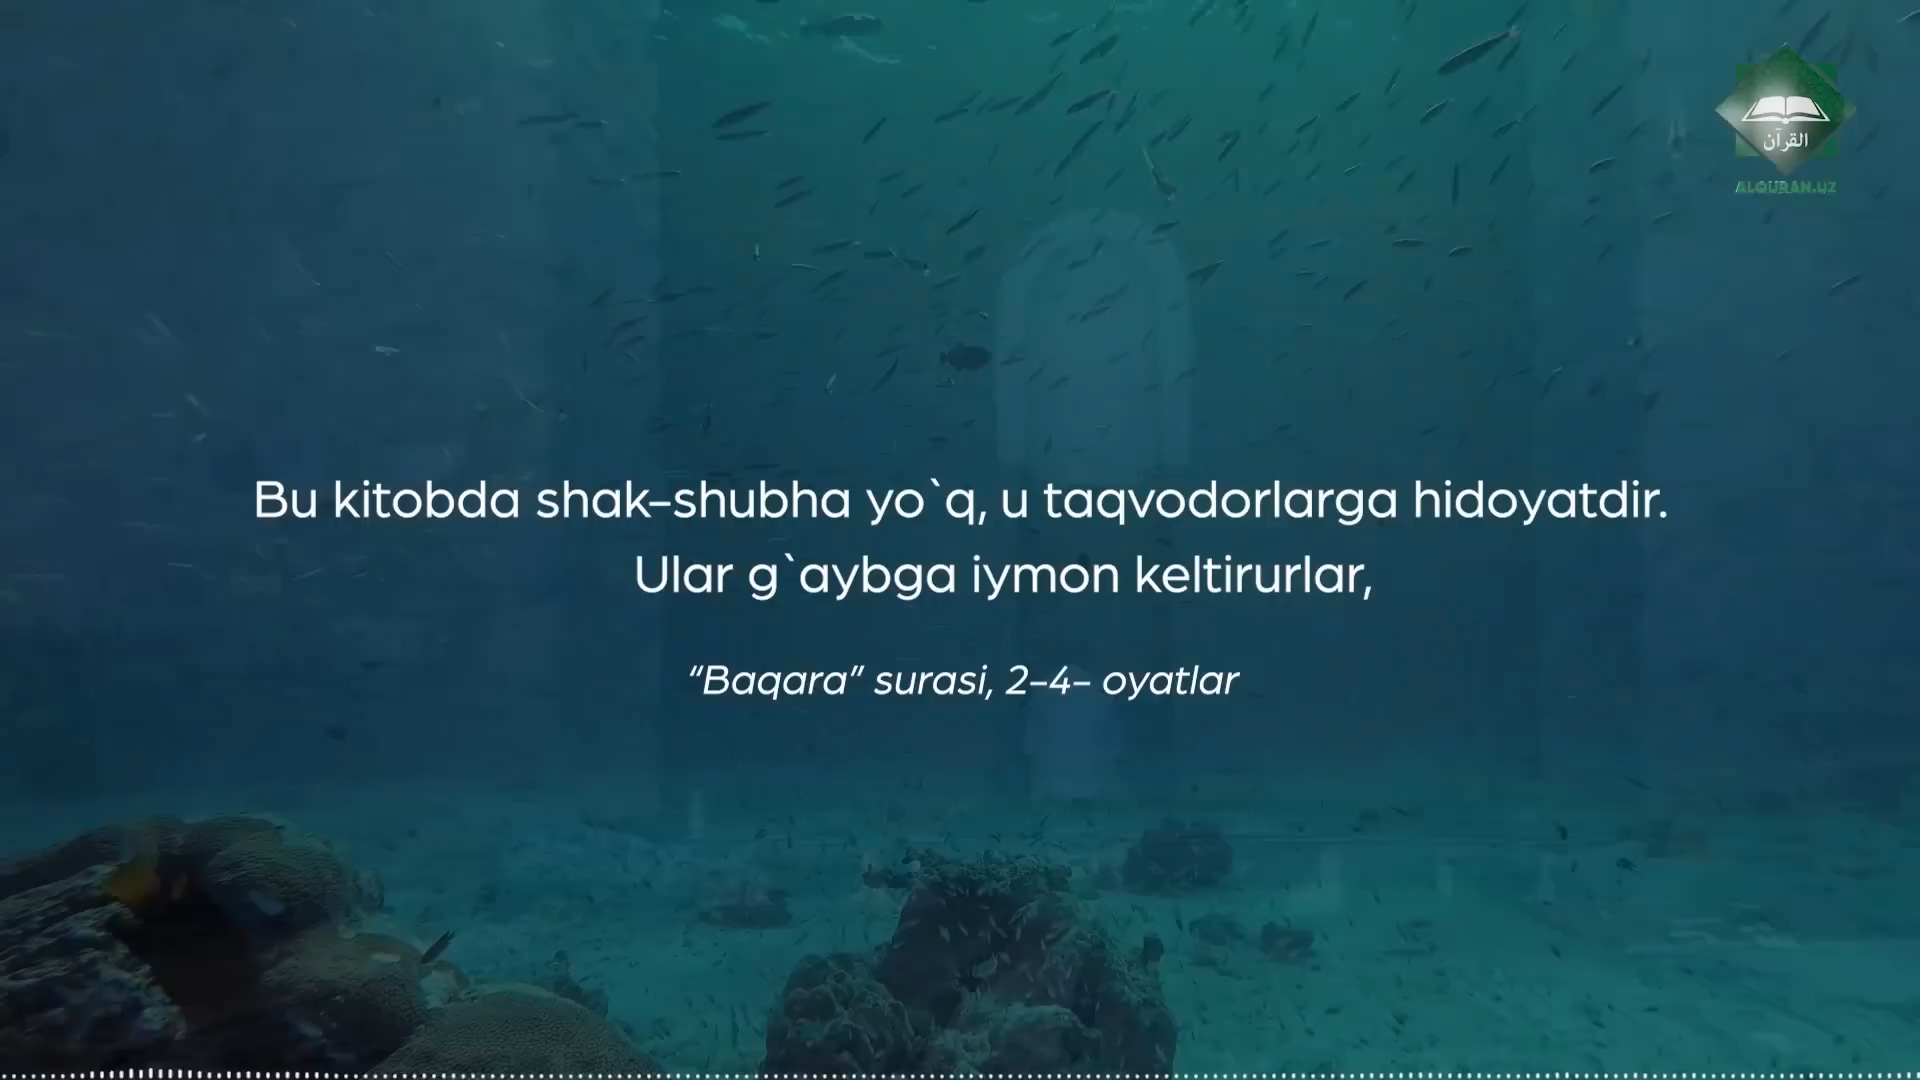 القرآن
ALQURAN.UZ
Bu kitobda shak-shubha yo`q, u taqvodorlarga hidoyatdir.
Ular g`aybga iymon keltirurlar,
“Baqara” surasi, 2-4- oyatlar